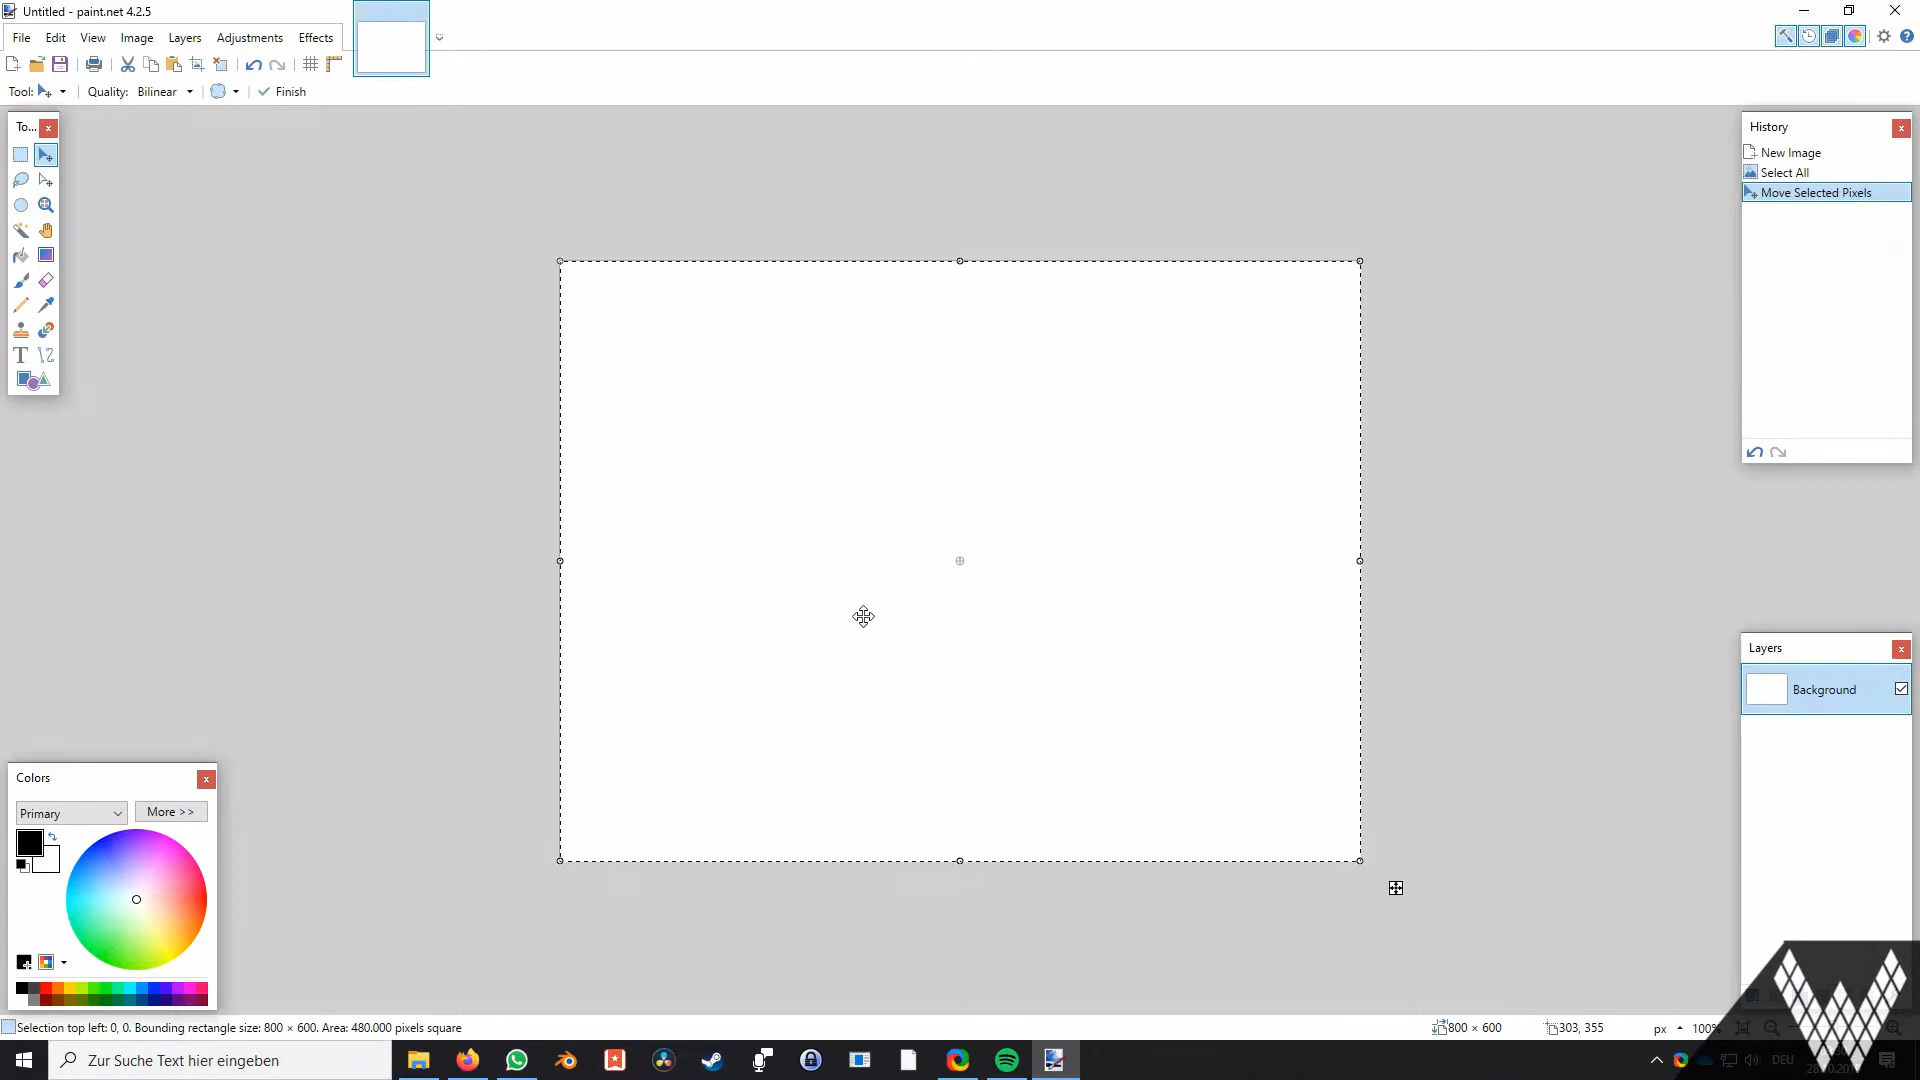 Untitled - paint.net 4.2.5
File Edit View Image Layers Adjustments Effects
Tool: Quality: Bilinear Finish
To...
History
New Image
Select All
Move Selected Pixels
Layers
Background
Colors
Primary
More >>
Selection top left: 0, 0. Bounding rectangle size: 800 × 600. Area: 480.000 pixels square
800 × 600
303, 355
px
100%
Zur Suche Text hier eingeben
DEU